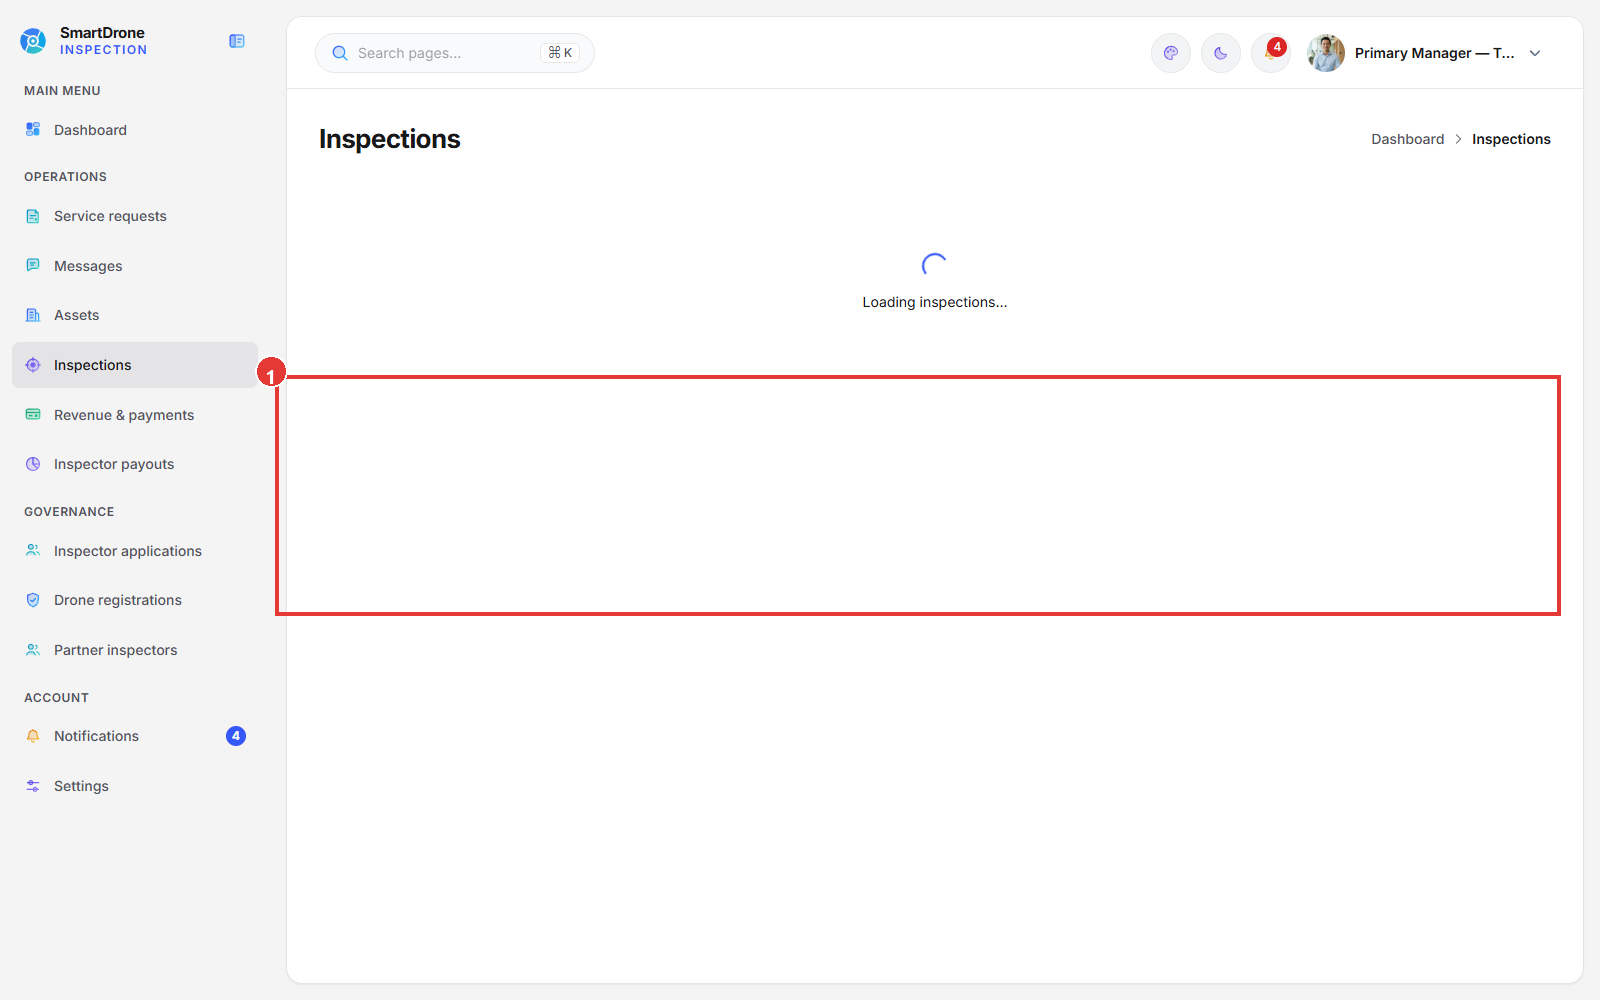 SmartDrone
INSPECTION
MAIN MENU
Dashboard
OPERATIONS
Service requests
Messages
Assets
Inspections
Revenue & payments
Inspector payouts
GOVERNANCE
Inspector applications
Drone registrations
Partner inspectors
ACCOUNT
Notifications 4
Settings
Search pages... ⌘ K
4
Primary Manager — T...
Inspections
Dashboard > Inspections
Loading inspections...
1